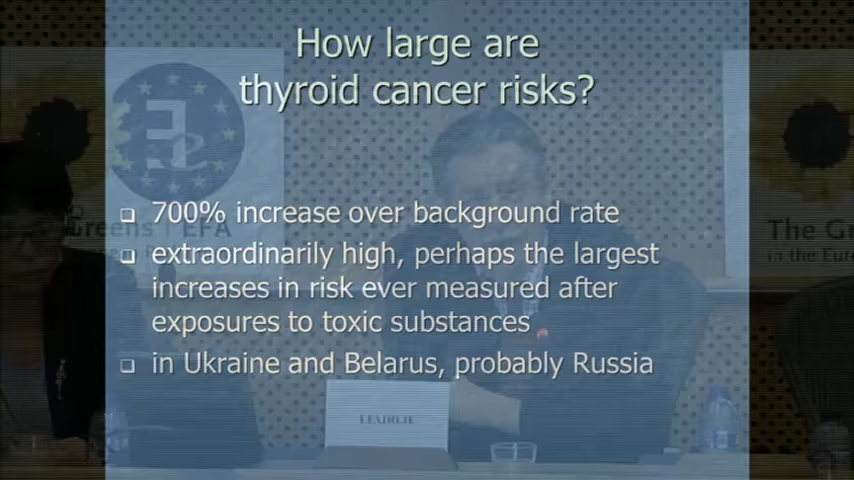 How large are
thyroid cancer risks?
700% increase over background rate
Greens | EFA
extraordinarily high, perhaps the largest
increases in risk ever measured after
exposures to toxic substances
in Ukraine and Belarus, probably Russia
The Gr
in the Euro
FAIRLIE